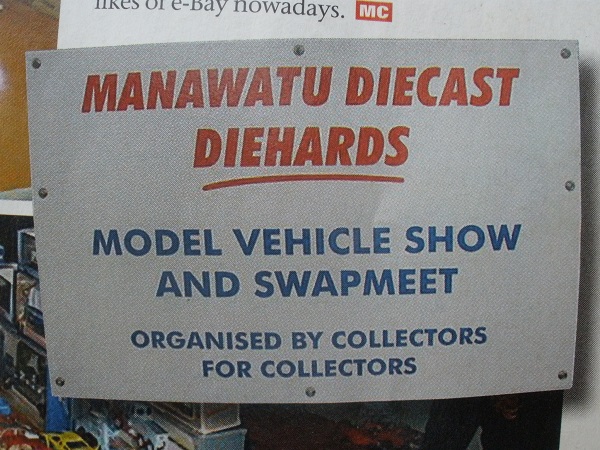 likes of e-Bay nowadays. MC
MANAWATU DIECAST
DIEHARDS
MODEL VEHICLE SHOW
AND SWAPMEET
ORGANISED BY COLLECTORS
FOR COLLECTORS